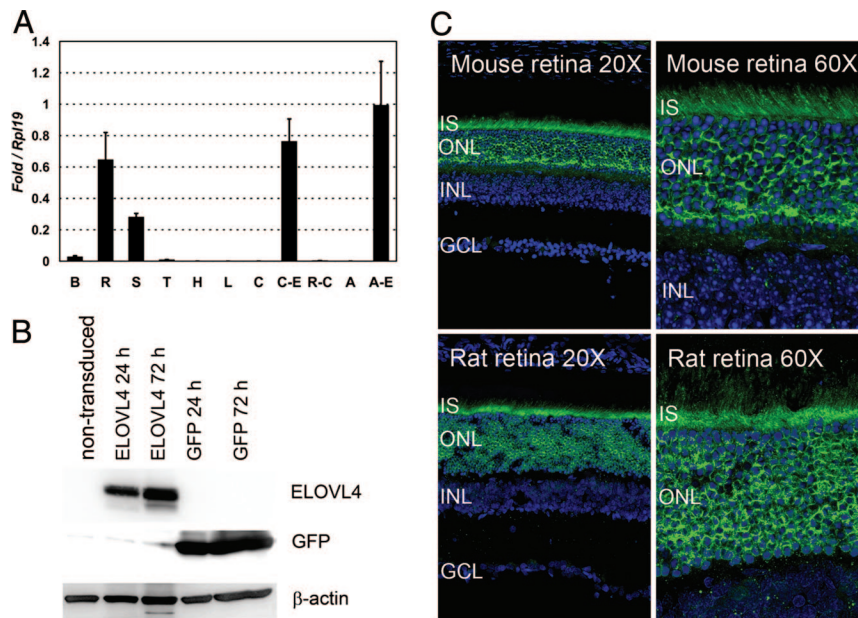 A
Fold / Rpl19
1.4
1.2
1
0.8
0.6
0.4
0.2
0
B R S T H L C C-E R-C A A-E
B
non-transduced
ELOVL4 24 h
ELOVL4 72 h
GFP 24 h
GFP 72 h
ELOVL4
GFP
β-actin
C
Mouse retina 20X
IS
ONL
INL
GCL
Mouse retina 60X
IS
ONL
INL
Rat retina 20X
IS
ONL
INL
GCL
Rat retina 60X
IS
ONL